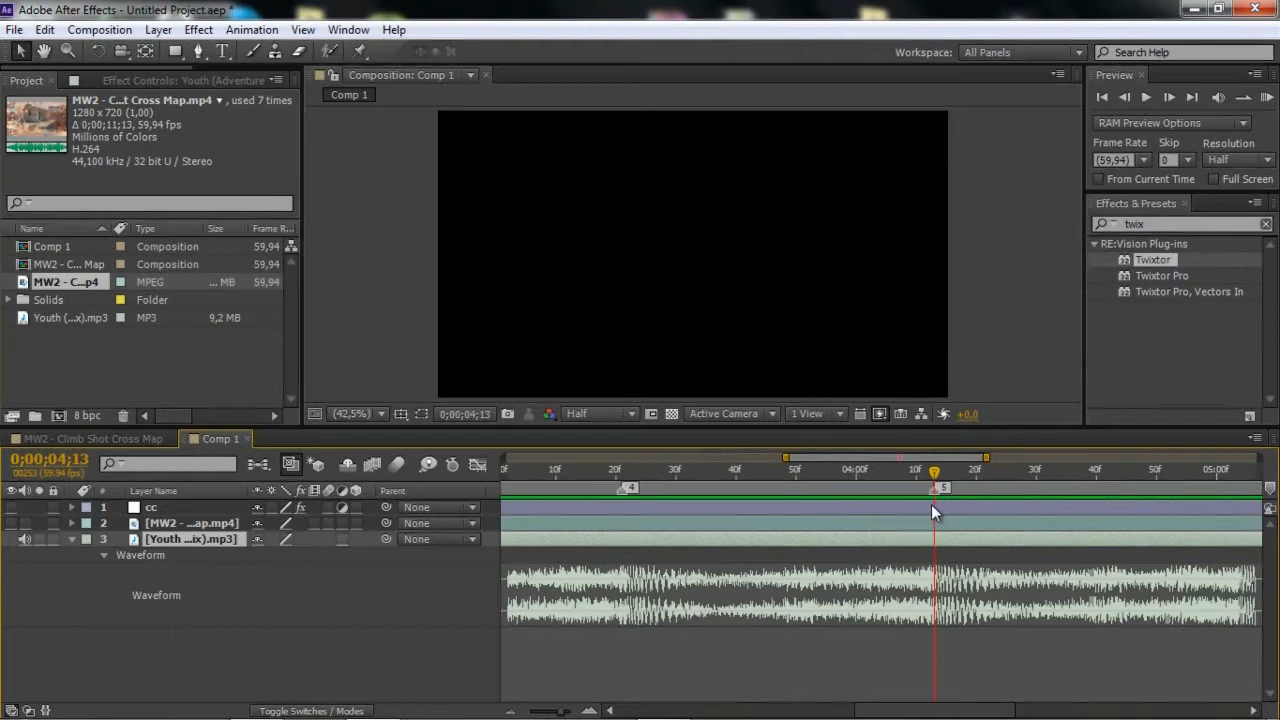 Adobe After Effects - Untitled Project.aep *
File Edit Composition Layer Effect Animation View Window Help
Workspace: All Panels Search Help
Project Effect Controls: Youth (Adventure
Composition: Comp 1
Comp 1
MW2 - C...t Cross Map.mp4 , used 7 times
1280 x 720 (1,00)
Δ 0;00;11;13, 59,94 fps
Millions of Colors
H.264
44,100 kHz / 32 bit U / Stereo
Name Type Size Frame R...
Comp 1 Composition 59,94
MW2 - C... Map Composition 59,94
MW2 - C...p4 MPEG ... MB 59,94
Solids Folder
Youth (...x).mp3 MP3 9,2 MB
8 bpc
(42,5%) 0;00;04;13 Half Active Camera 1 View +0,0
Preview
RAM Preview Options
Frame Rate Skip Resolution
(59,94) 0 Half
From Current Time Full Screen
Effects & Presets
twix
RE:Vision Plug-ins
Twixtor
Twixtor Pro
Twixtor Pro, Vectors In
MW2 - Climb Shot Cross Map Comp 1
0;00;04;13
00253 (59.94 fps)
0f 10f 20f 30f 40f 50f 04:00f 10f 20f 30f 40f 50f 05:00f
4 5
# Layer Name Parent
1 cc None
2 [MW2 - ...ap.mp4] None
3 [Youth ...ix).mp3] None
Waveform
Waveform
Toggle Switches / Modes